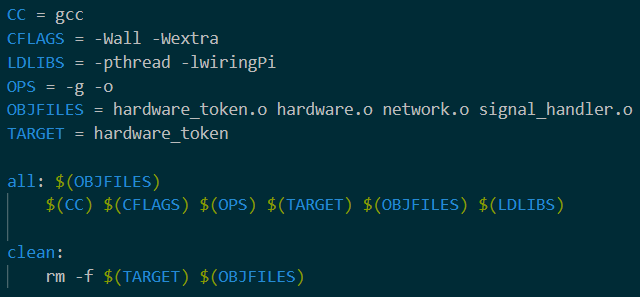 CC = gcc
CFLAGS = -Wall -Wextra
LDLIBS = -pthread -lwiringPi
OPS = -g -o
OBJFILES = hardware_token.o hardware.o network.o signal_handler.o
TARGET = hardware_token
all: $(OBJFILES)
$(CC) $(CFLAGS) $(OPS) $(TARGET) $(OBJFILES) $(LDLIBS)
clean:
rm -f $(TARGET) $(OBJFILES)